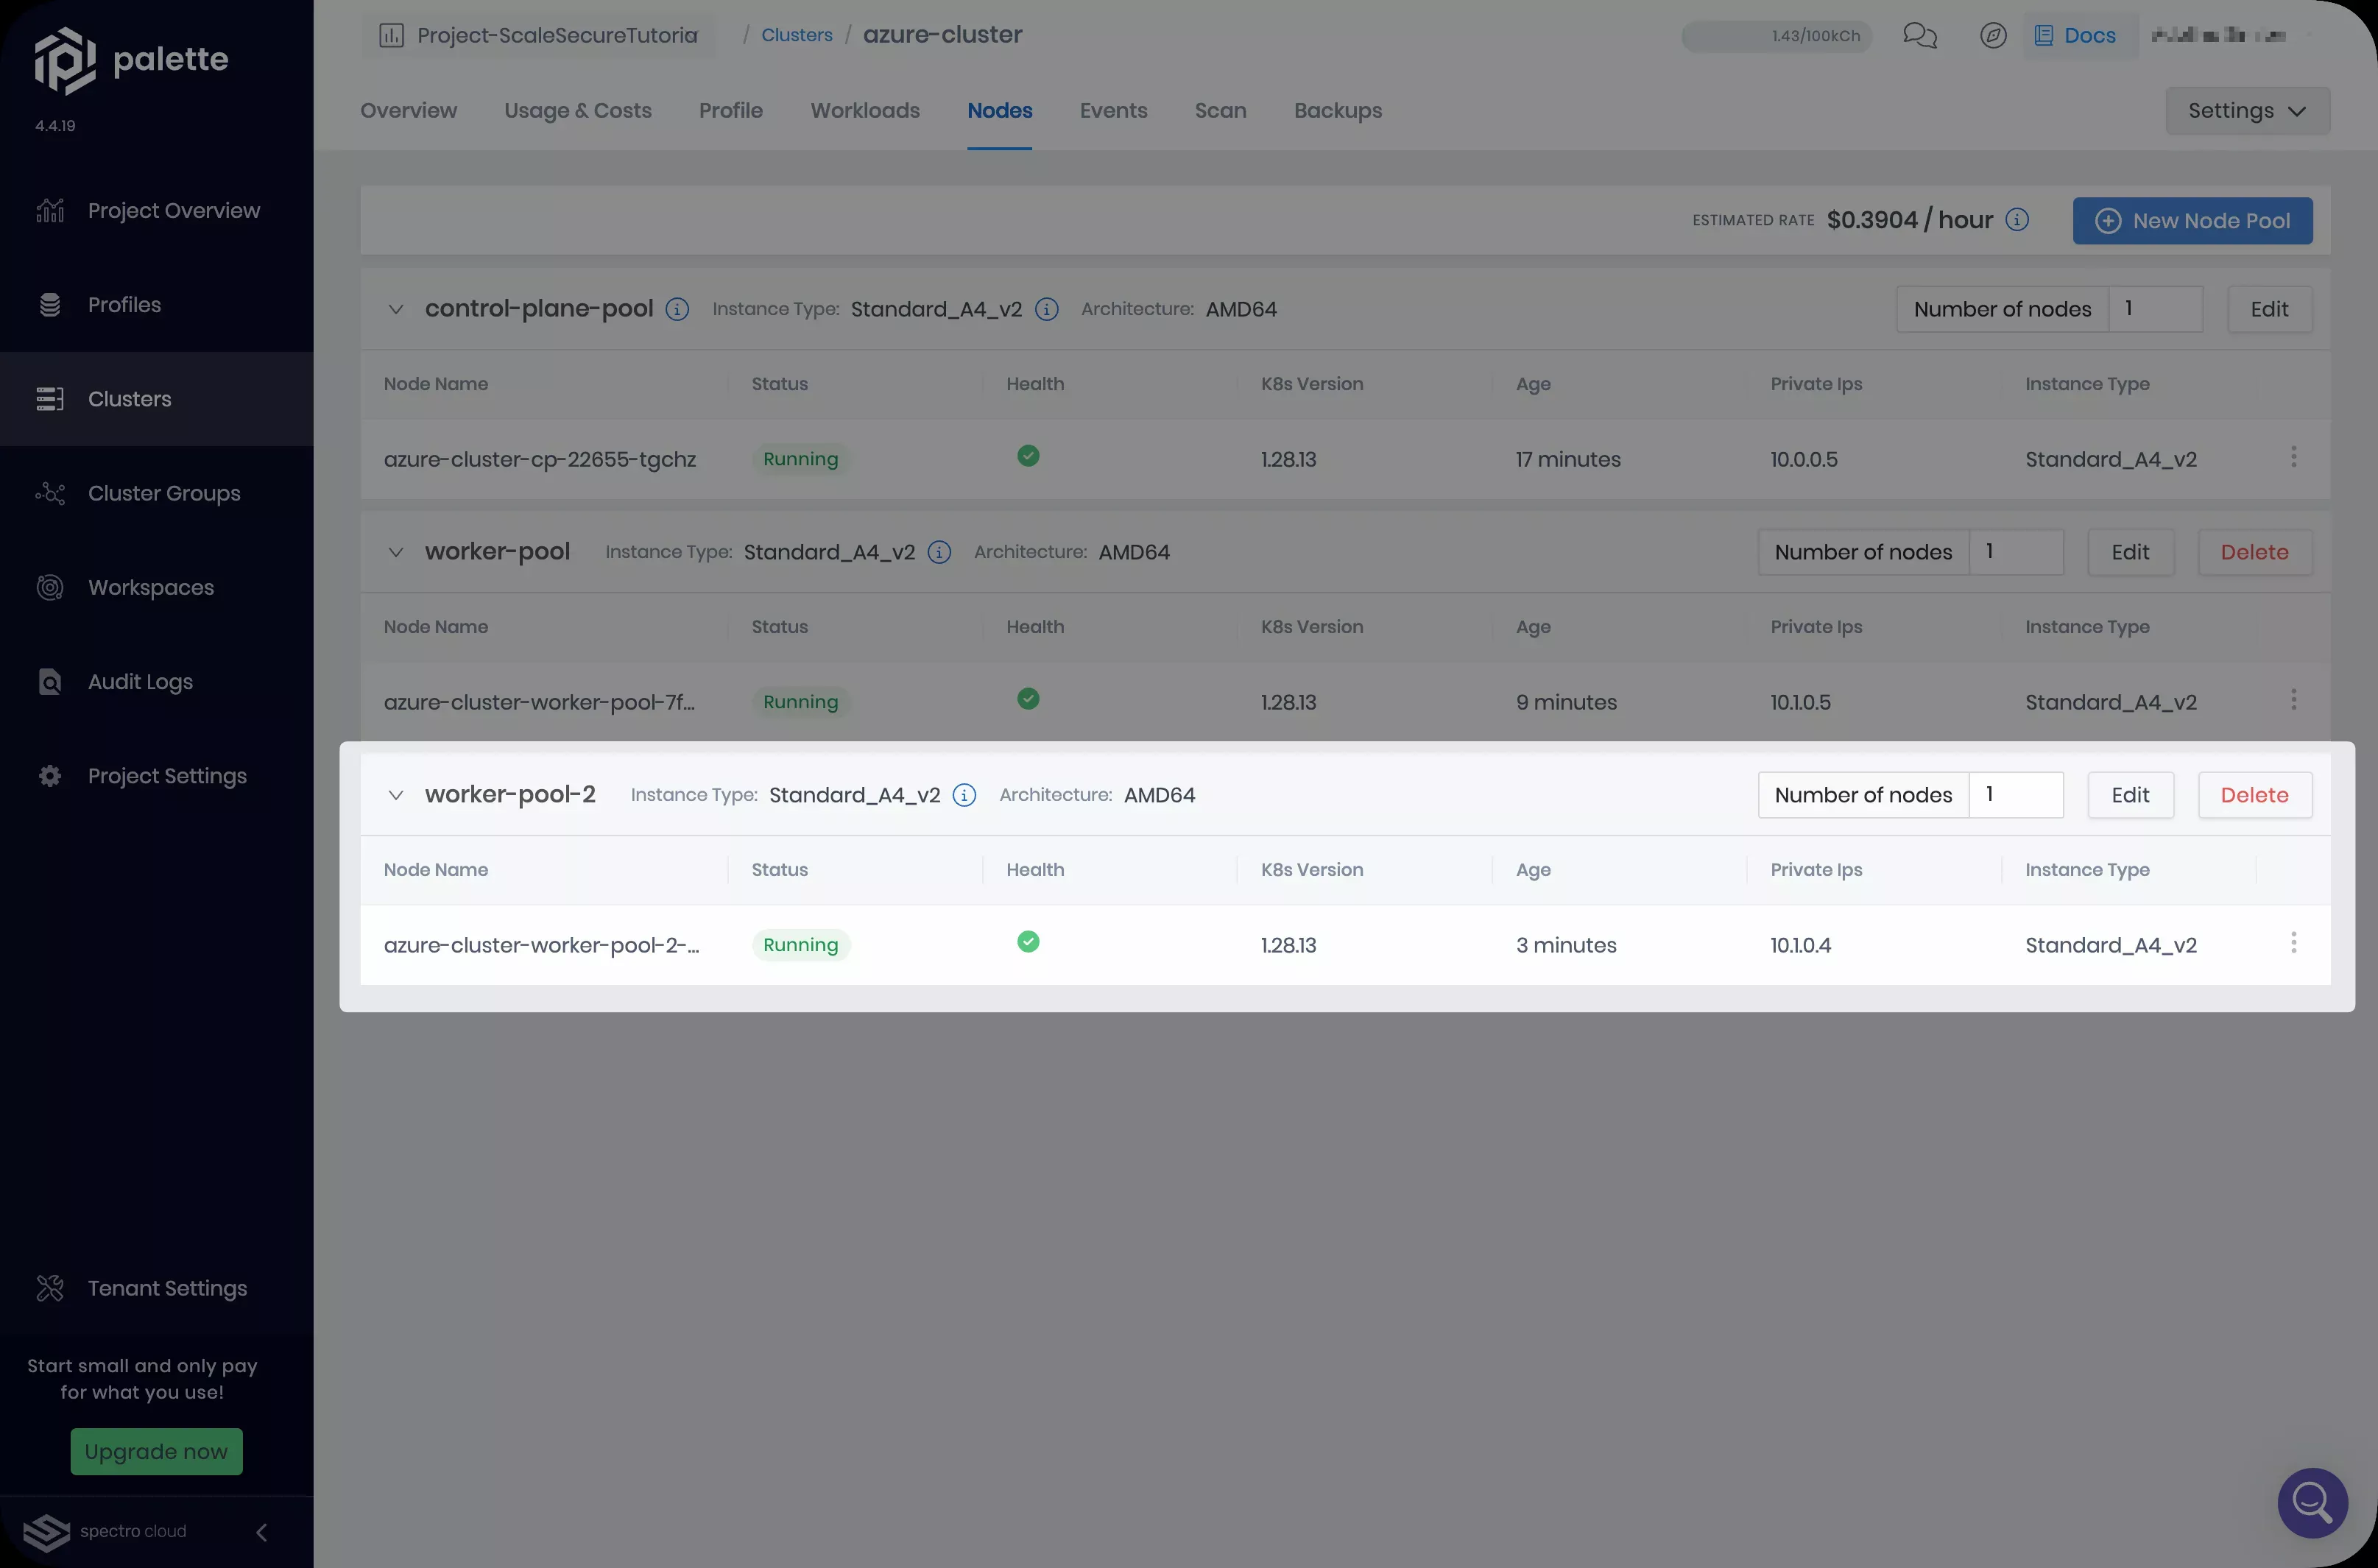 palette
4.4.19
Project Overview
Profiles
Clusters
Cluster Groups
Workspaces
Audit Logs
Project Settings
Tenant Settings
Start small and only pay
for what you use!
Upgrade now
spectro cloud
Project-ScaleSecureTutoria / Clusters / azure-cluster
1.43/100kCh
Docs
Overview Usage & Costs Profile Workloads Nodes Events Scan Backups Settings
ESTIMATED RATE $0.3904 / hour New Node Pool
control-plane-pool Instance Type: Standard_A4_v2 Architecture: AMD64 Number of nodes 1 Edit
Node Name Status Health K8s Version Age Private Ips Instance Type
azure-cluster-cp-22655-tgchz Running 1.28.13 17 minutes 10.0.0.5 Standard_A4_v2
worker-pool Instance Type: Standard_A4_v2 Architecture: AMD64 Number of nodes 1 Edit Delete
Node Name Status Health K8s Version Age Private Ips Instance Type
azure-cluster-worker-pool-7f... Running 1.28.13 9 minutes 10.1.0.5 Standard_A4_v2
worker-pool-2 Instance Type: Standard_A4_v2 Architecture: AMD64 Number of nodes 1 Edit Delete
Node Name Status Health K8s Version Age Private Ips Instance Type
azure-cluster-worker-pool-2-... Running 1.28.13 3 minutes 10.1.0.4 Standard_A4_v2